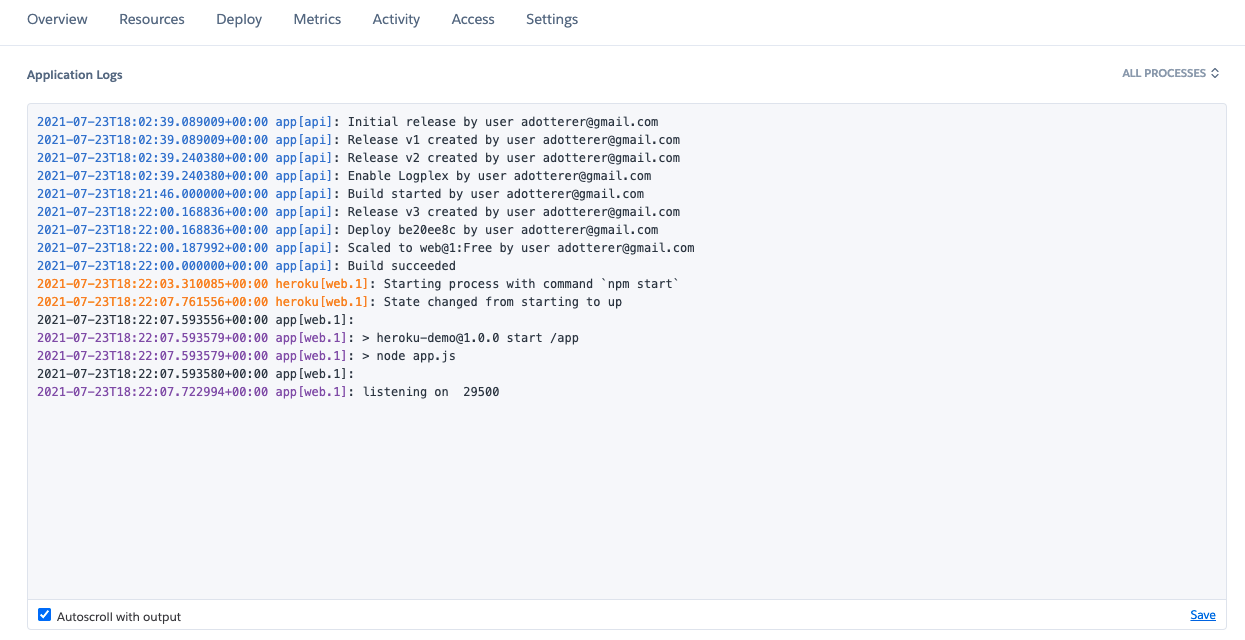 Overview Resources Deploy Metrics Activity Access Settings
Application Logs
ALL PROCESSES
2021-07-23T18:02:39.089009+00:00 app[api]: Initial release by user adotterer@gmail.com
2021-07-23T18:02:39.089009+00:00 app[api]: Release v1 created by user adotterer@gmail.com
2021-07-23T18:02:39.240380+00:00 app[api]: Release v2 created by user adotterer@gmail.com
2021-07-23T18:02:39.240380+00:00 app[api]: Enable Logplex by user adotterer@gmail.com
2021-07-23T18:21:46.000000+00:00 app[api]: Build started by user adotterer@gmail.com
2021-07-23T18:22:00.168836+00:00 app[api]: Release v3 created by user adotterer@gmail.com
2021-07-23T18:22:00.168836+00:00 app[api]: Deploy be20ee8c by user adotterer@gmail.com
2021-07-23T18:22:00.187992+00:00 app[api]: Scaled to web@1:Free by user adotterer@gmail.com
2021-07-23T18:22:00.000000+00:00 app[api]: Build succeeded
2021-07-23T18:22:03.310085+00:00 heroku[web.1]: Starting process with command `npm start`
2021-07-23T18:22:07.761556+00:00 heroku[web.1]: State changed from starting to up
2021-07-23T18:22:07.593556+00:00 app[web.1]:
2021-07-23T18:22:07.593579+00:00 app[web.1]: > heroku-demo@1.0.0 start /app
2021-07-23T18:22:07.593579+00:00 app[web.1]: > node app.js
2021-07-23T18:22:07.593580+00:00 app[web.1]:
2021-07-23T18:22:07.722994+00:00 app[web.1]: listening on  29500
Autoscroll with output
Save